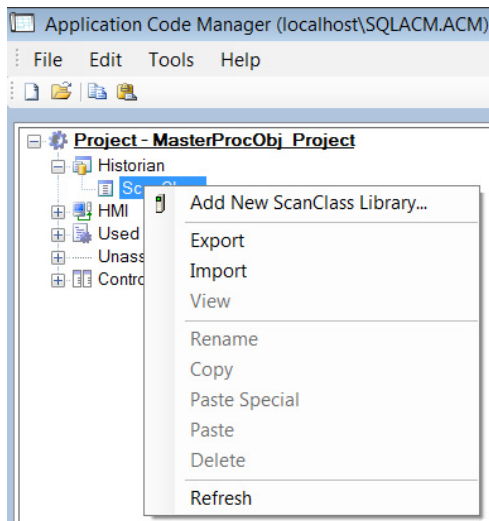 Application Code Manager (localhost\SQLACM.ACM)
File Edit Tools Help
Project - MasterProcObj_Project
Historian
HMI
Used
Add New ScanClass Library...
Export
Import
View
Rename
Copy
Paste Special
Paste
Delete
Refresh